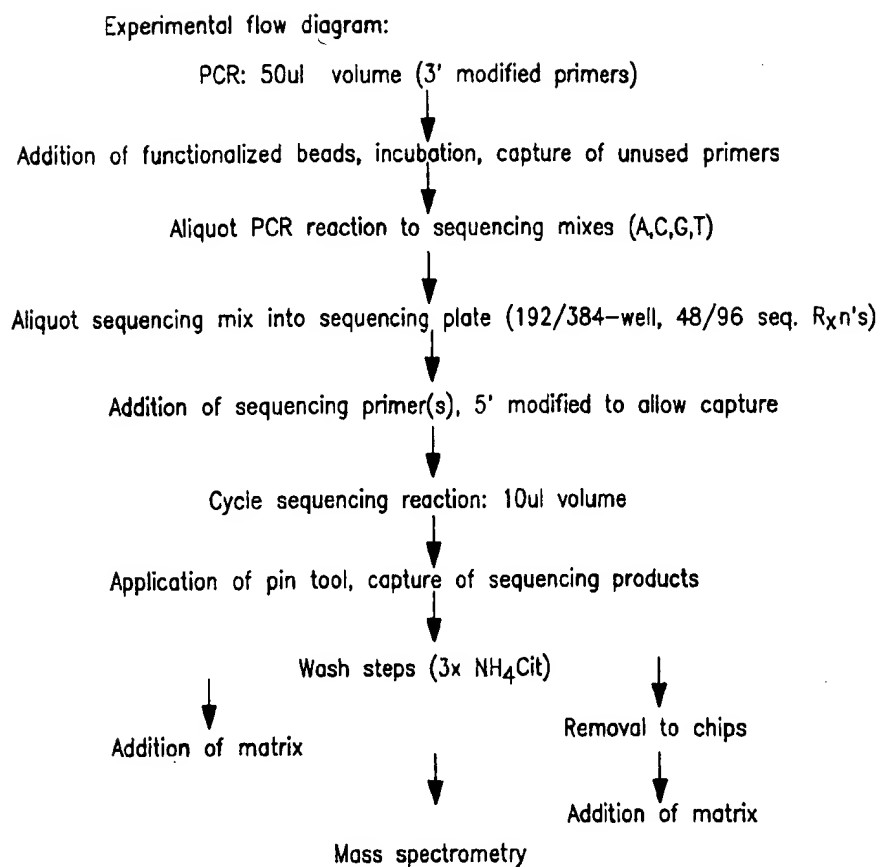 Experimental flow diagram:
PCR: 50ul volume (3' modified primers)
Addition of functionalized beads, incubation, capture of unused primers
Aliquot PCR reaction to sequencing mixes (A,C,G,T)
Aliquot sequencing mix into sequencing plate (192/384-well, 48/96 seq. RXn's)
Addition of sequencing primer(s), 5' modified to allow capture
Cycle sequencing reaction: 10ul volume
Application of pin tool, capture of sequencing products
Wash steps (3x NH4Cit)
Addition of matrix
Removal to chips
Addition of matrix
Mass spectrometry